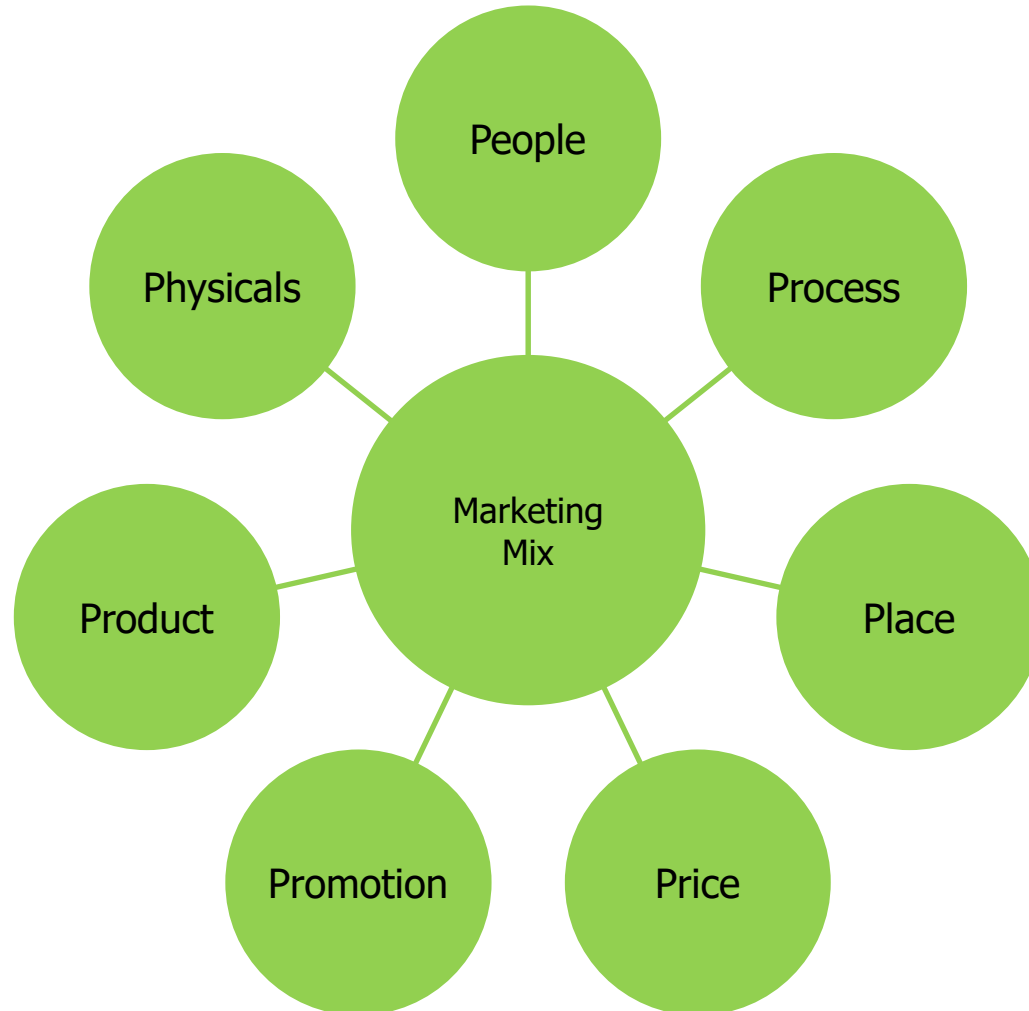 People
Physicals
Process
Marketing
Mix
Product
Place
Promotion
Price